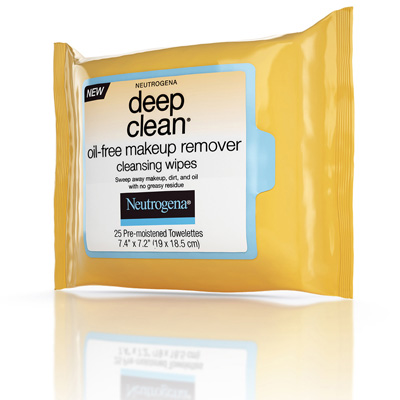 NEW
NEUTROGENA
deep
clean®
oil-free makeup remover
cleansing wipes
Sweep away makeup, dirt, and oil
with no greasy residue
Neutrogena®
25 Pre-moistened Towelettes
7.4" x 7.2" (19 x 18.5 cm)